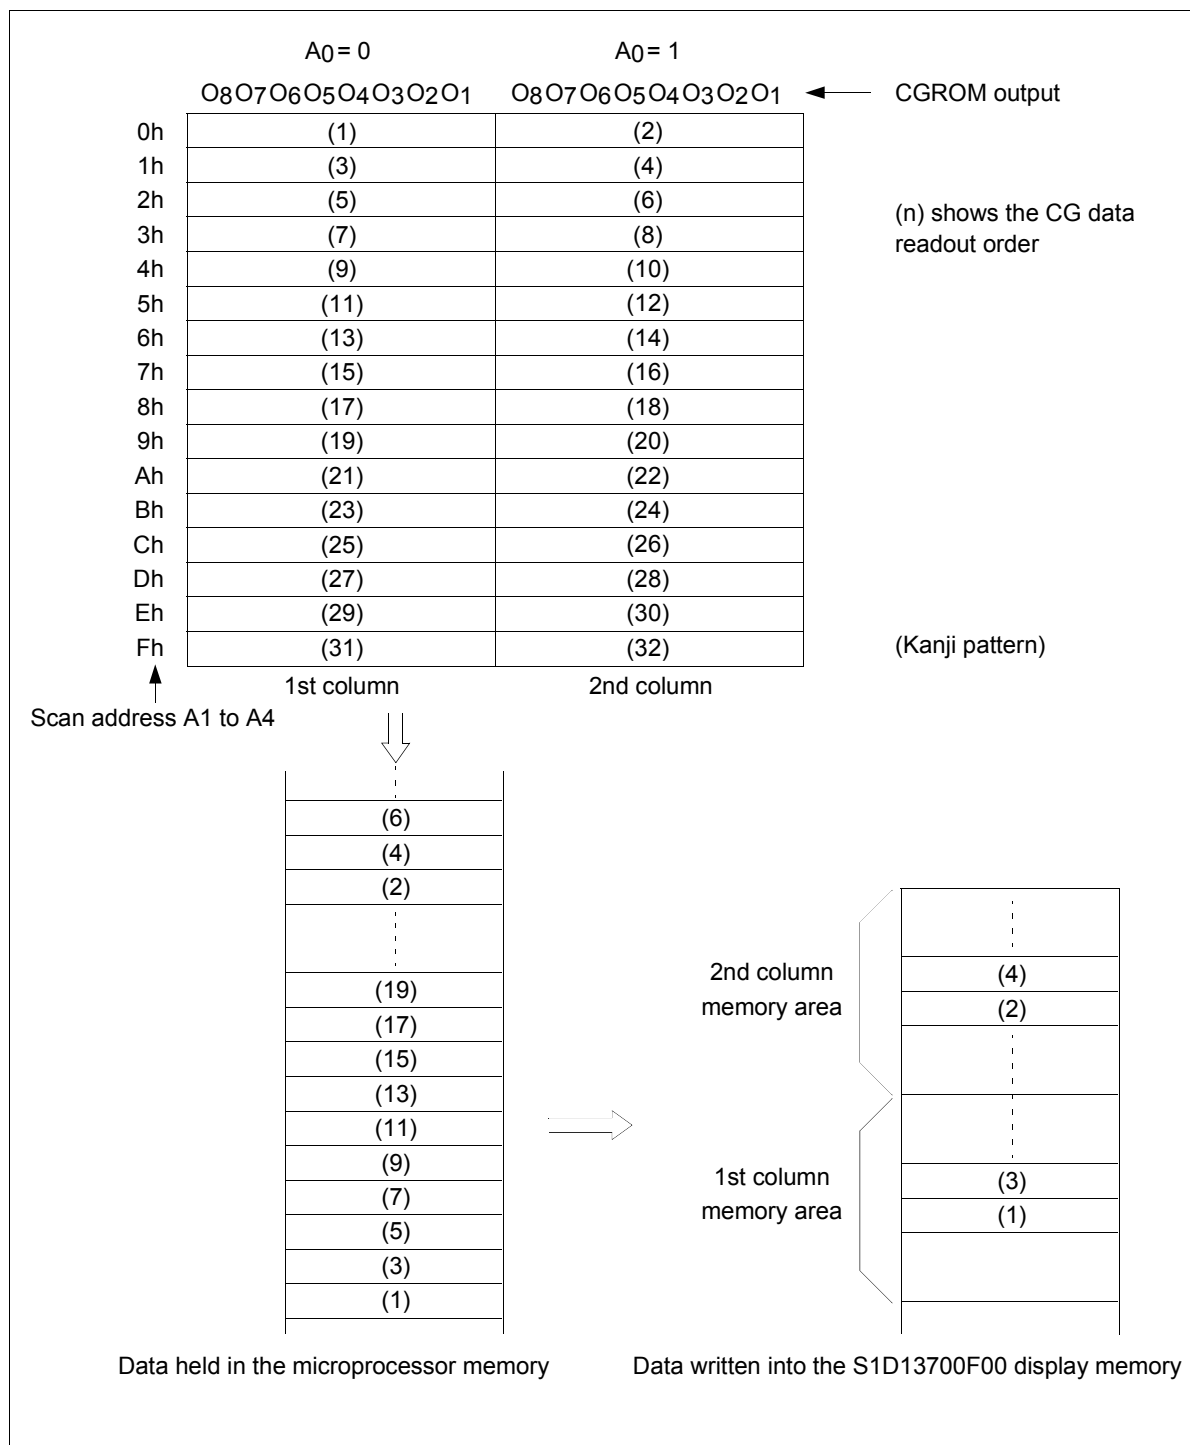 A0 = 0 A0 = 1
O8O7O6O5O4O3O2O1 O8O7O6O5O4O3O2O1 CGROM output
0h (1) (2)
1h (3) (4)
2h (5) (6)
(n) shows the CG data
readout order
3h (7) (8)
4h (9) (10)
5h (11) (12)
6h (13) (14)
7h (15) (16)
8h (17) (18)
9h (19) (20)
Ah (21) (22)
Bh (23) (24)
Ch (25) (26)
Dh (27) (28)
Eh (29) (30)
Fh (31) (32) (Kanji pattern)
1st column 2nd column
Scan address A1 to A4
(6)
(4)
(2)
(19)
(17)
(15)
(13)
(11)
(9)
(7)
(5)
(3)
(1)
2nd column
memory area
(4)
(2)
1st column
memory area
(3)
(1)
Data held in the microprocessor memory
Data written into the S1D13700F00 display memory